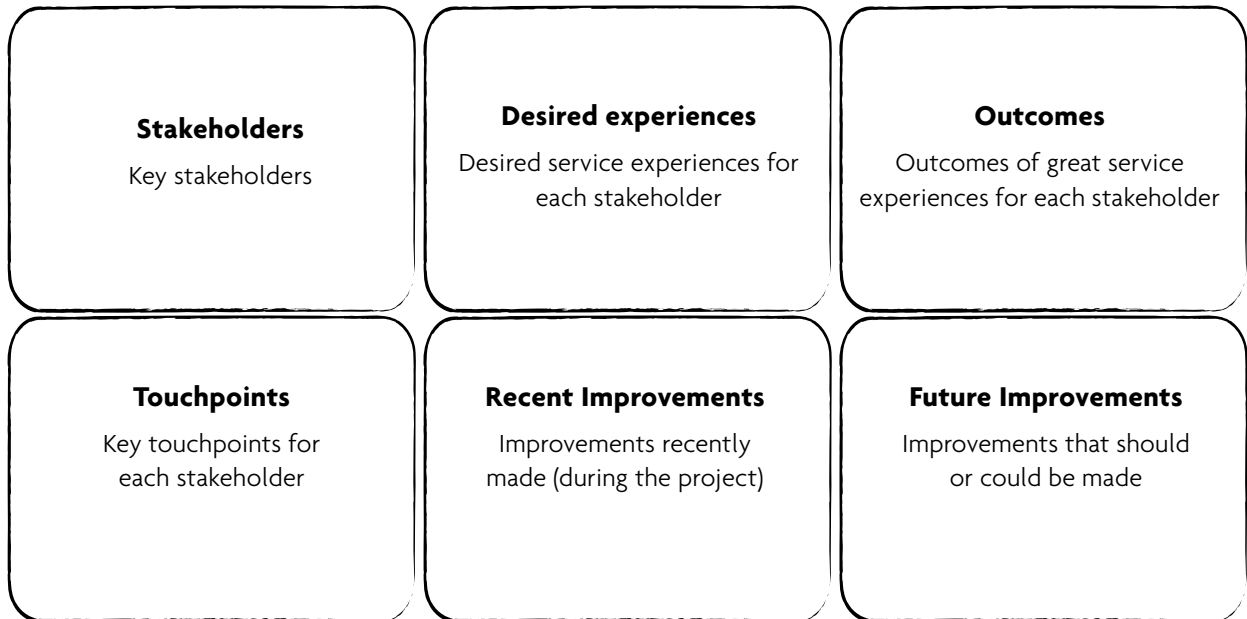 Stakeholders
Key stakeholders
Desired experiences
Desired service experiences for
each stakeholder
Outcomes
Outcomes of great service
experiences for each stakeholder
Touchpoints
Key touchpoints for
each stakeholder
Recent Improvements
Improvements recently
made (during the project)
Future Improvements
Improvements that should
or could be made